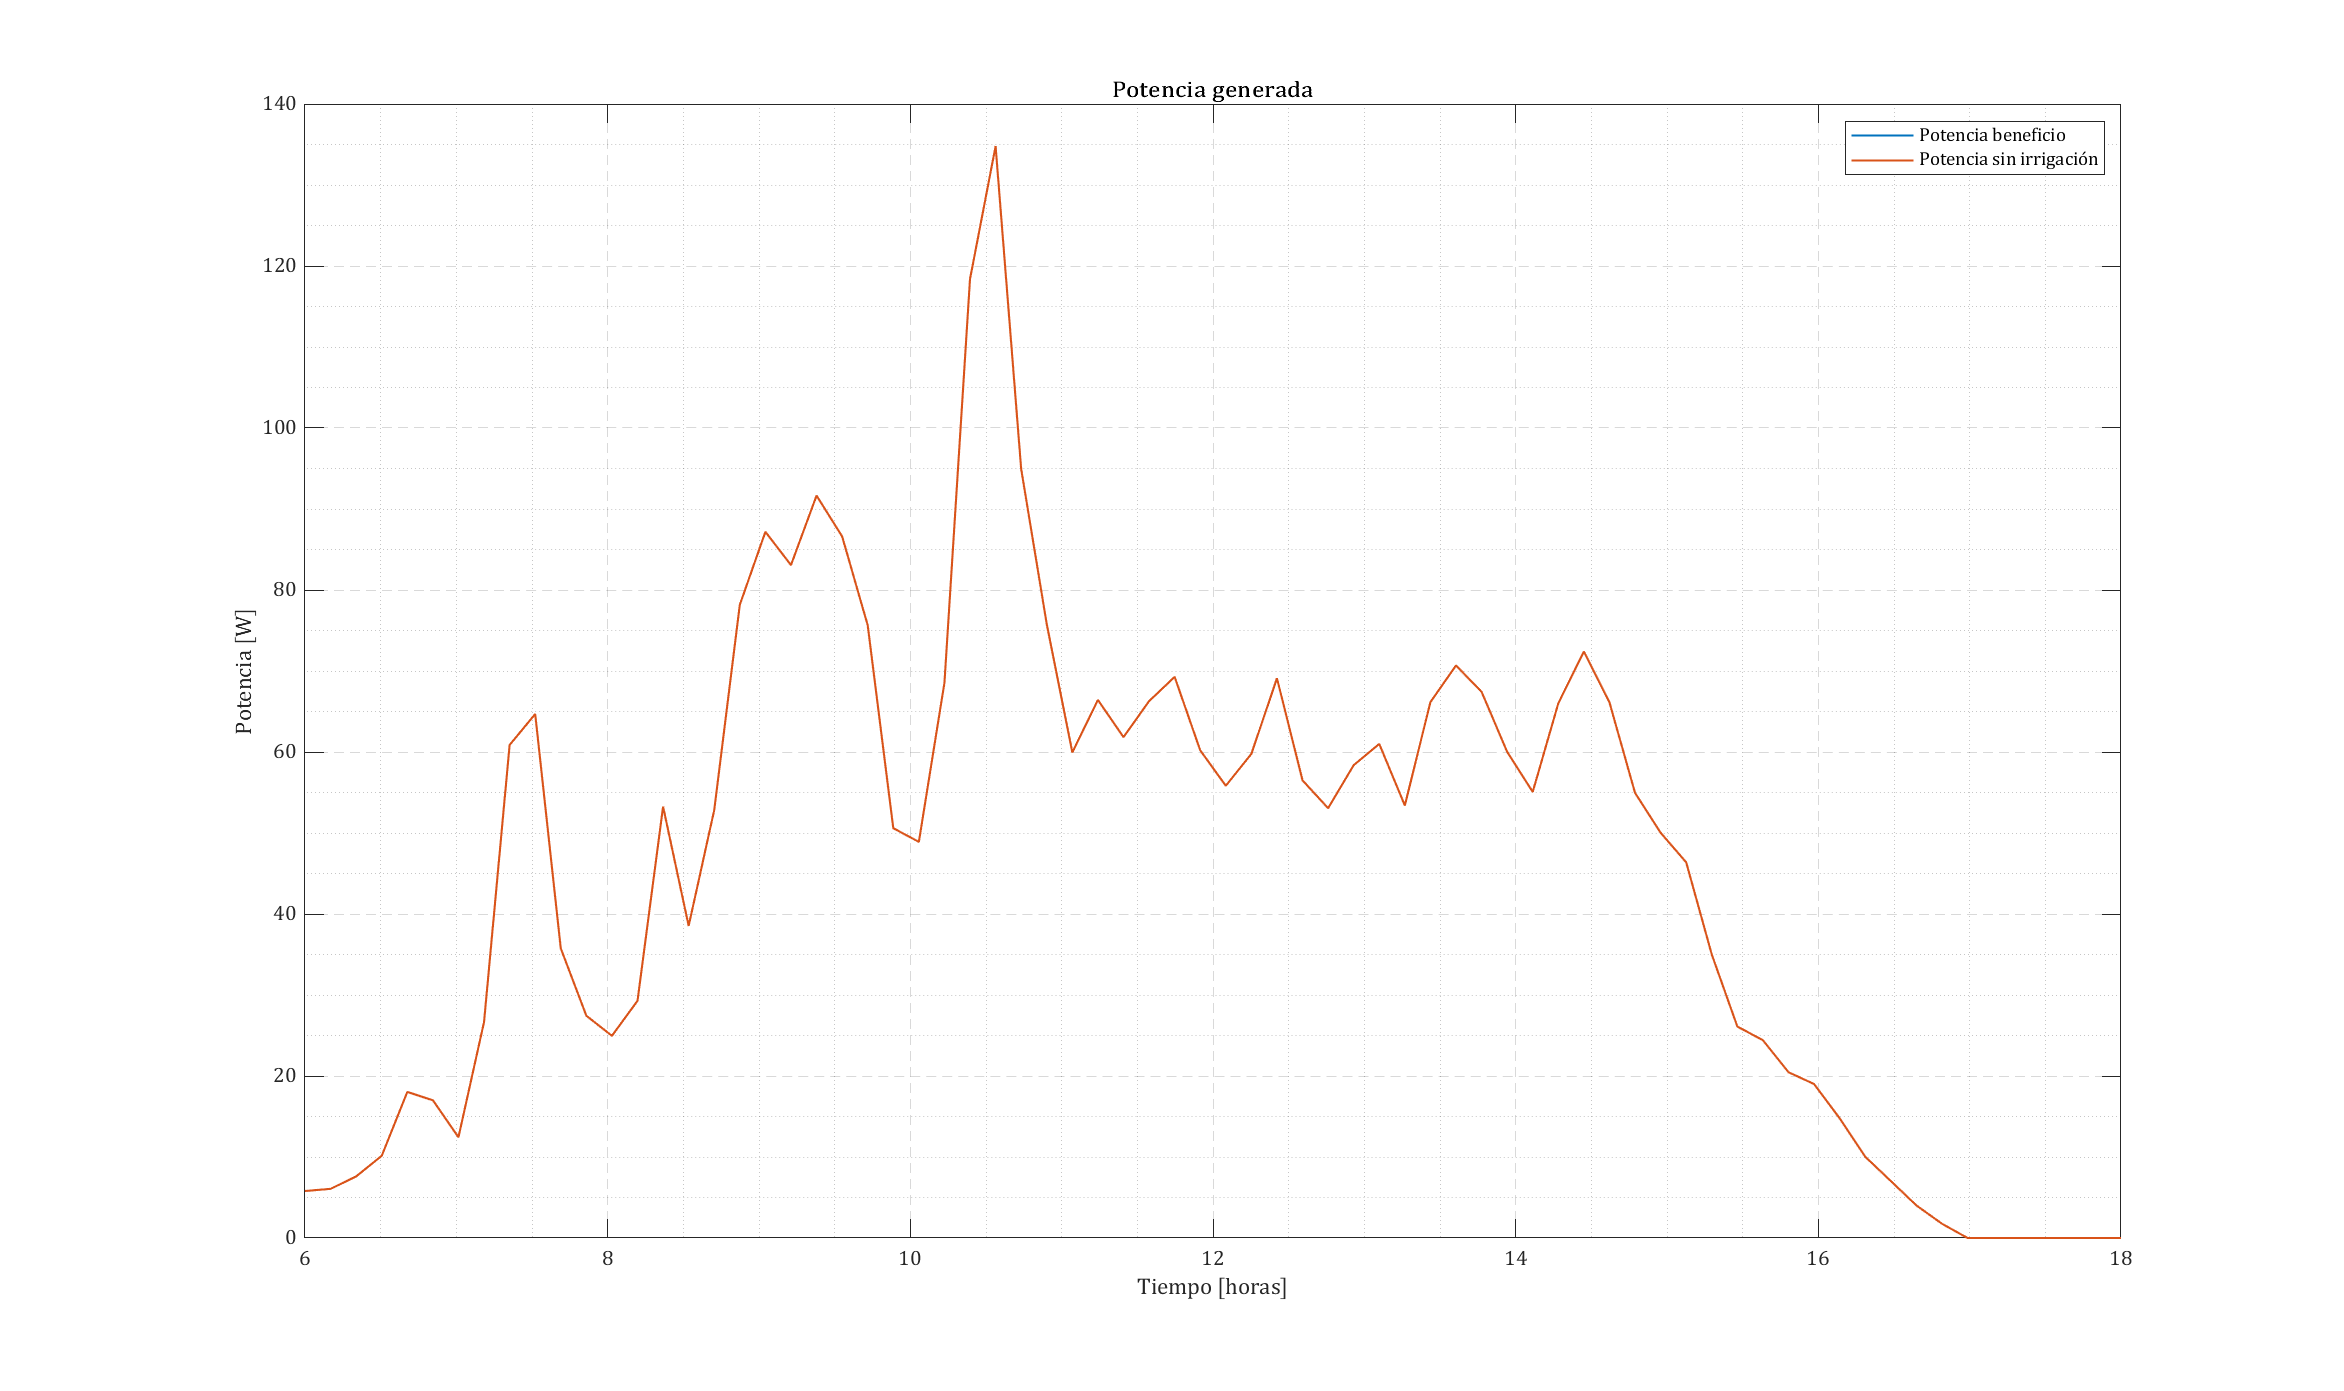 Potencia generada
140
120
100
80
60
40
20
0
Potencia [W]
Potencia beneficio
Potencia sin irrigación
6 8 10 12 14 16 18
Tiempo [horas]